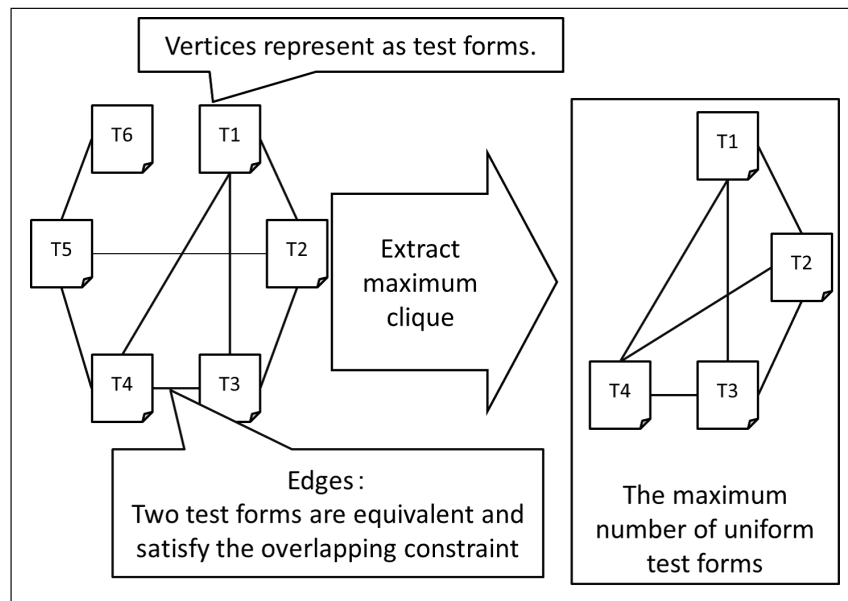 Vertices represent as test forms.
T6
T1
T5
T2
T4
T3
Extract
maximum
clique
Edges:
Two test forms are equivalent and
satisfy the overlapping constraint
T1
T2
T4
T3
The maximum
number of uniform
test forms